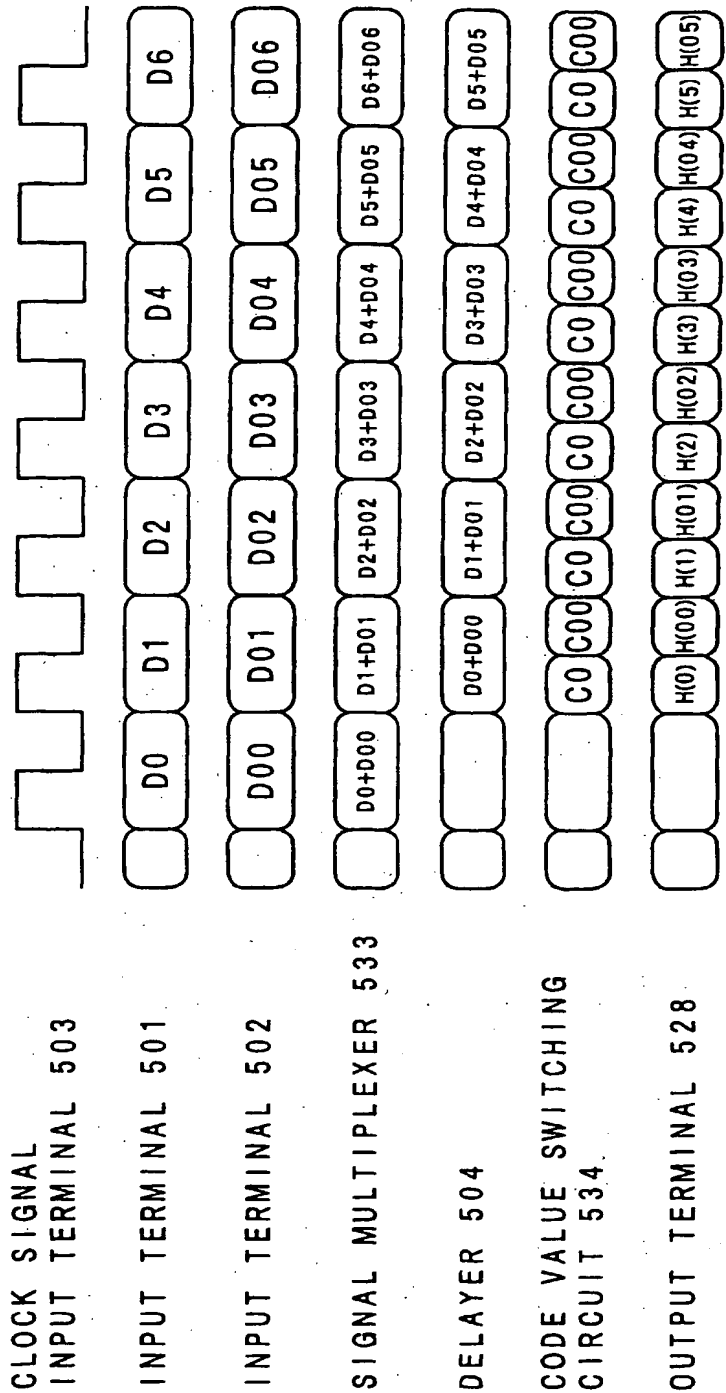 CLOCK SIGNAL
INPUT TERMINAL 503
INPUT TERMINAL 501
D0 D1 D2 D3 D4 D5 D6
INPUT TERMINAL 502
D00 D01 D02 D03 D04 D05 D06
SIGNAL MULTIPLEXER 533
D0+D00 D1+D01 D2+D02 D3+D03 D4+D04 D5+D05 D6+D06
DELAYER 504
D0+D00 D1+D01 D2+D02 D3+D03 D4+D04 D5+D05
CODE VALUE SWITCHING
CIRCUIT 534
C0 C00 C0 C00 C0 C00 C0 C00 C0 C00 C0 C00
OUTPUT TERMINAL 528
H(0) H(00) H(1) H(01) H(2) H(02) H(3) H(03) H(4) H(04) H(5) H(05)